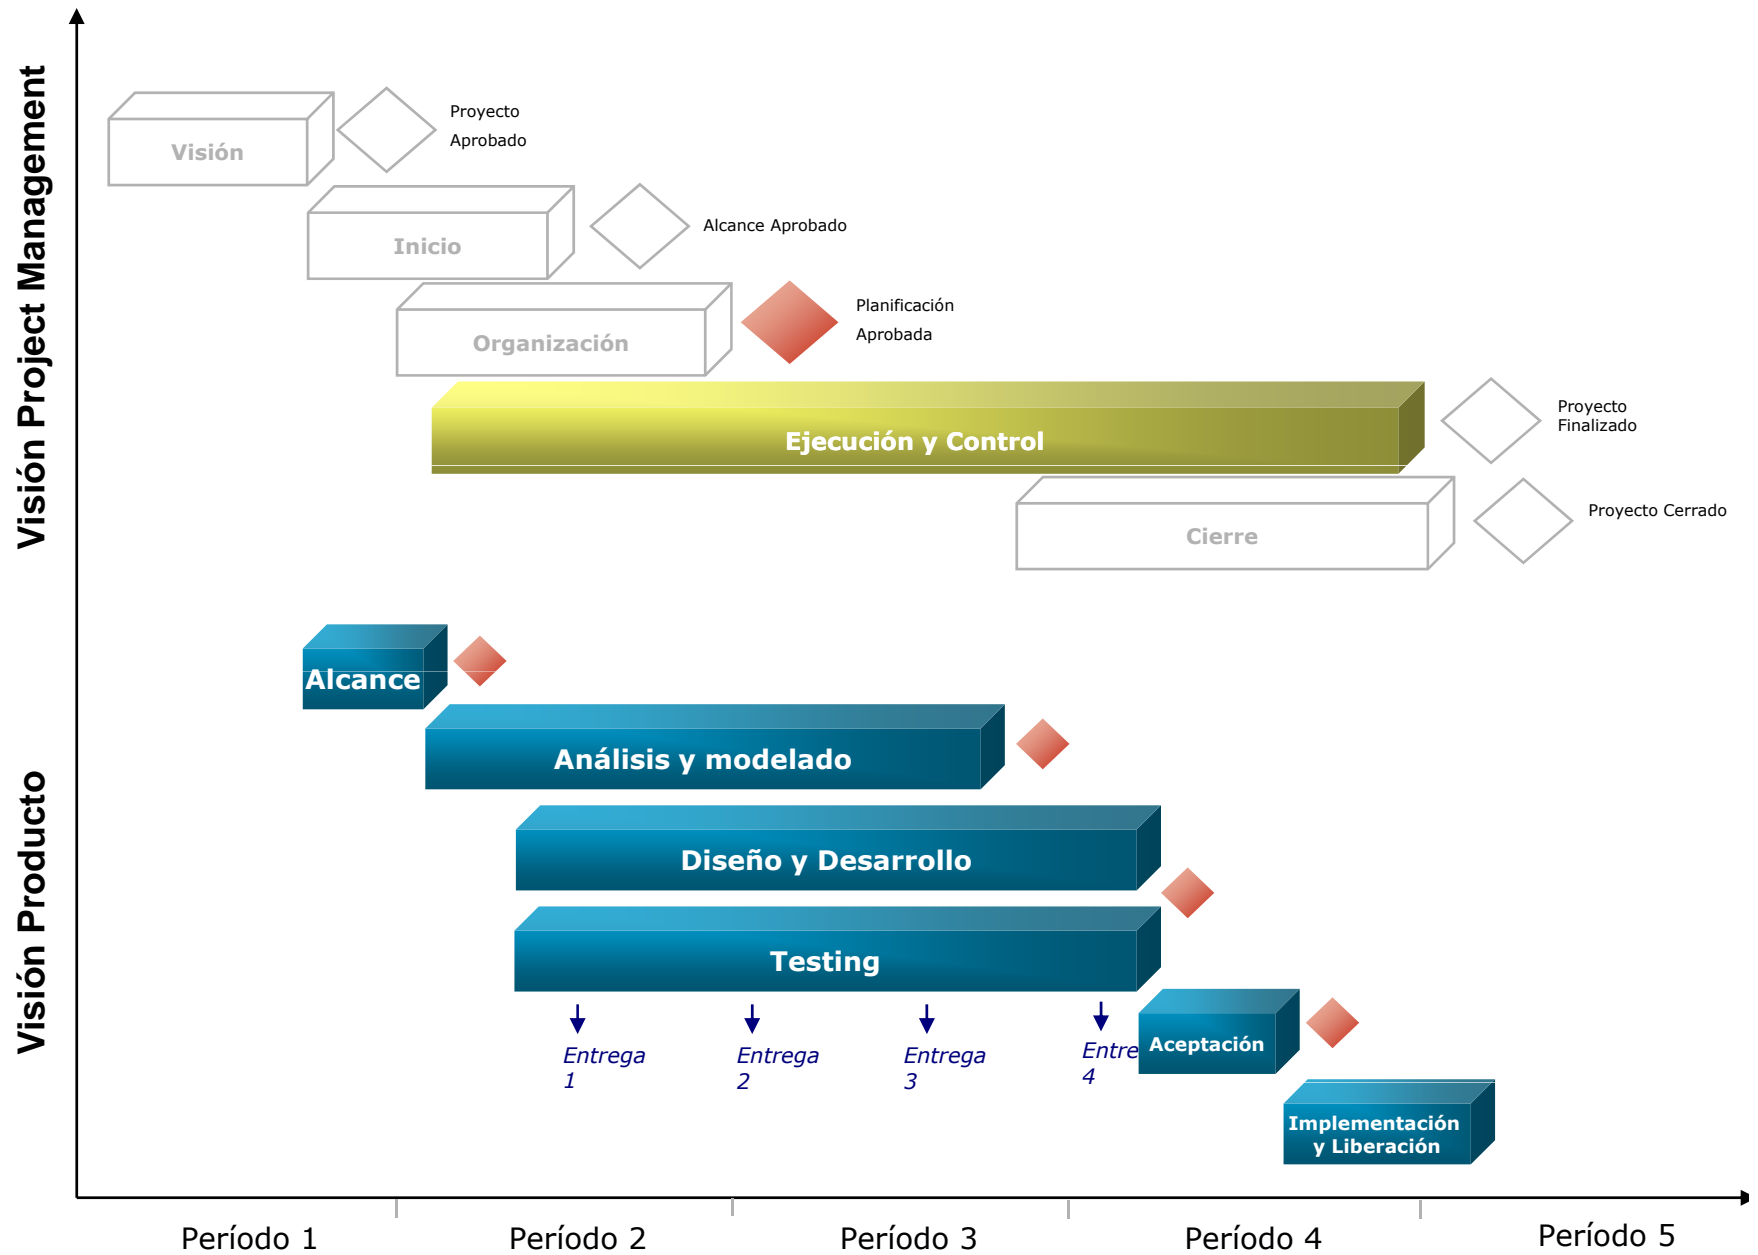 Visión Project Management
Visión
Proyecto
Aprobado
Inicio
Alcance Aprobado
Organización
Planificación
Aprobada
Ejecución y Control
Proyecto
Finalizado
Cierre
Proyecto Cerrado
Visión Producto
Alcance
Análisis y modelado
Diseño y Desarrollo
Testing
Entrega
1
Entrega
2
Entrega
3
Entre
4
Aceptación
Implementación
y Liberación
Período 1
Período 2
Período 3
Período 4
Período 5